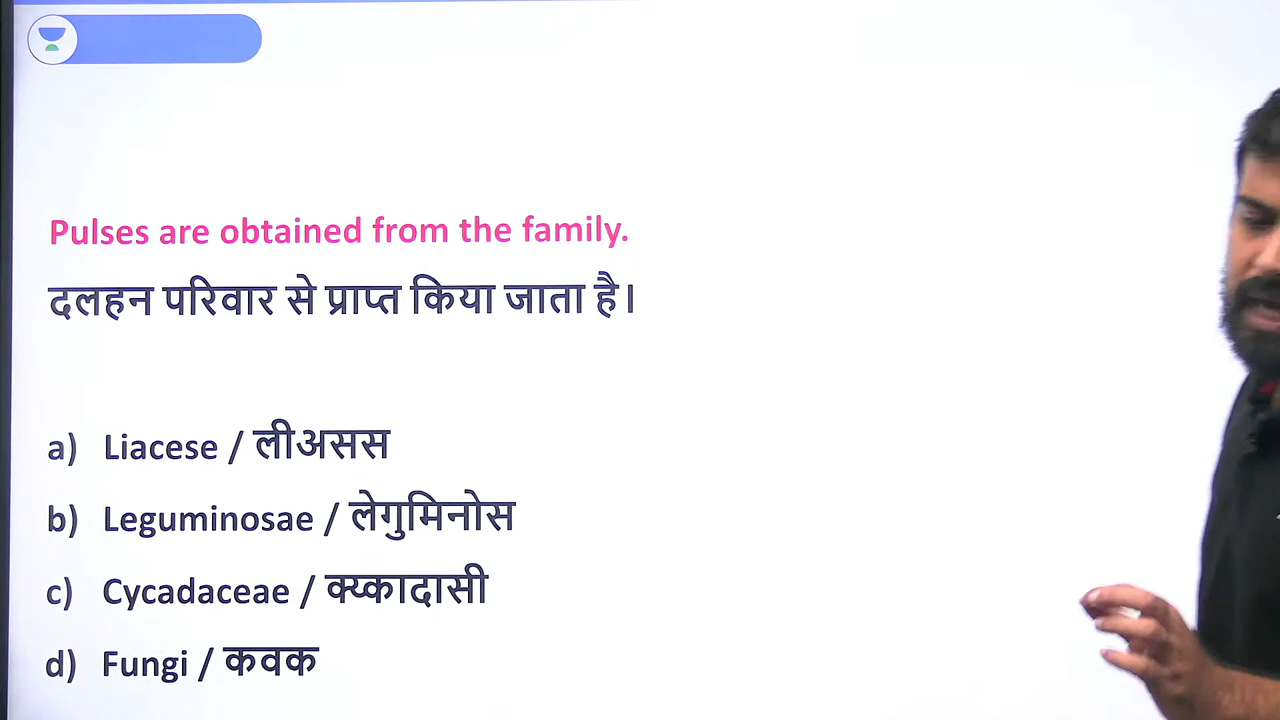 Pulses are obtained from the family.
दलहन परिवार से प्राप्त किया जाता है।
a) Liacese / लीअसस
b) Leguminosae / लेगुमिनोस
c) Cycadaceae / क्य्कादासी
d) Fungi / कवक